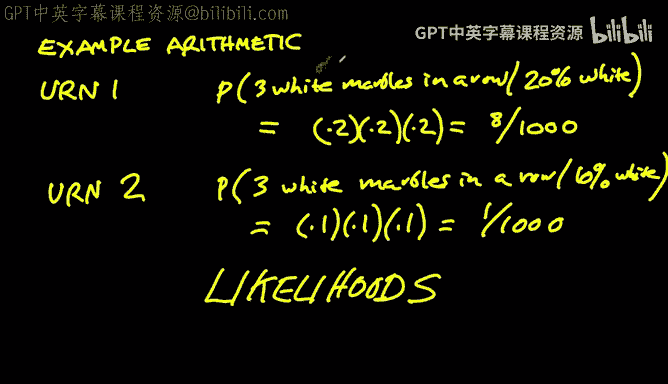 GPT中英字幕课程资源@bilibili
GPT中英字幕课程资源 bilibili
EXAMPLE ARITHMETIC
URN 1 P(3 white marbles in a row/20% white)
= (.2)(.2)(.2) = 8/1000
URN 2 P(3 white marbles in a row/10% white)
= (.1)(.1)(.1) = 1/1000
LIKELIHOODS